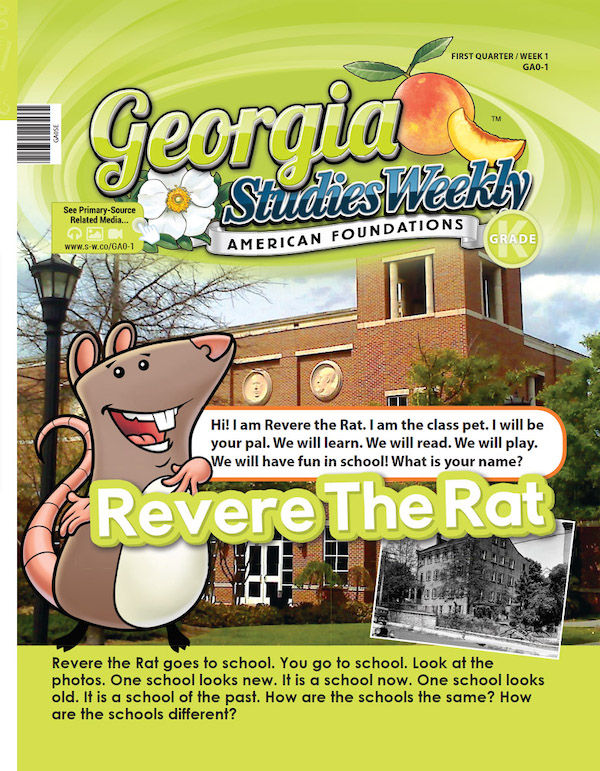 FIRST QUARTER / WEEK 1
GA0-1
Georgia
TM
Studies Weekly
AMERICAN FOUNDATIONS
GRADE
K
GA05E
See Primary-Source
Related Media...
www.s-w.co/GA0-1
Hi! I am Revere the Rat. I am the class pet. I will be
your pal. We will learn. We will read. We will play.
We will have fun in school! What is your name?
Revere The Rat
Revere the Rat goes to school. You go to school. Look at the
photos. One school looks new. It is a school now. One school looks
old. It is a school of the past. How are the schools the same? How
are the schools different?